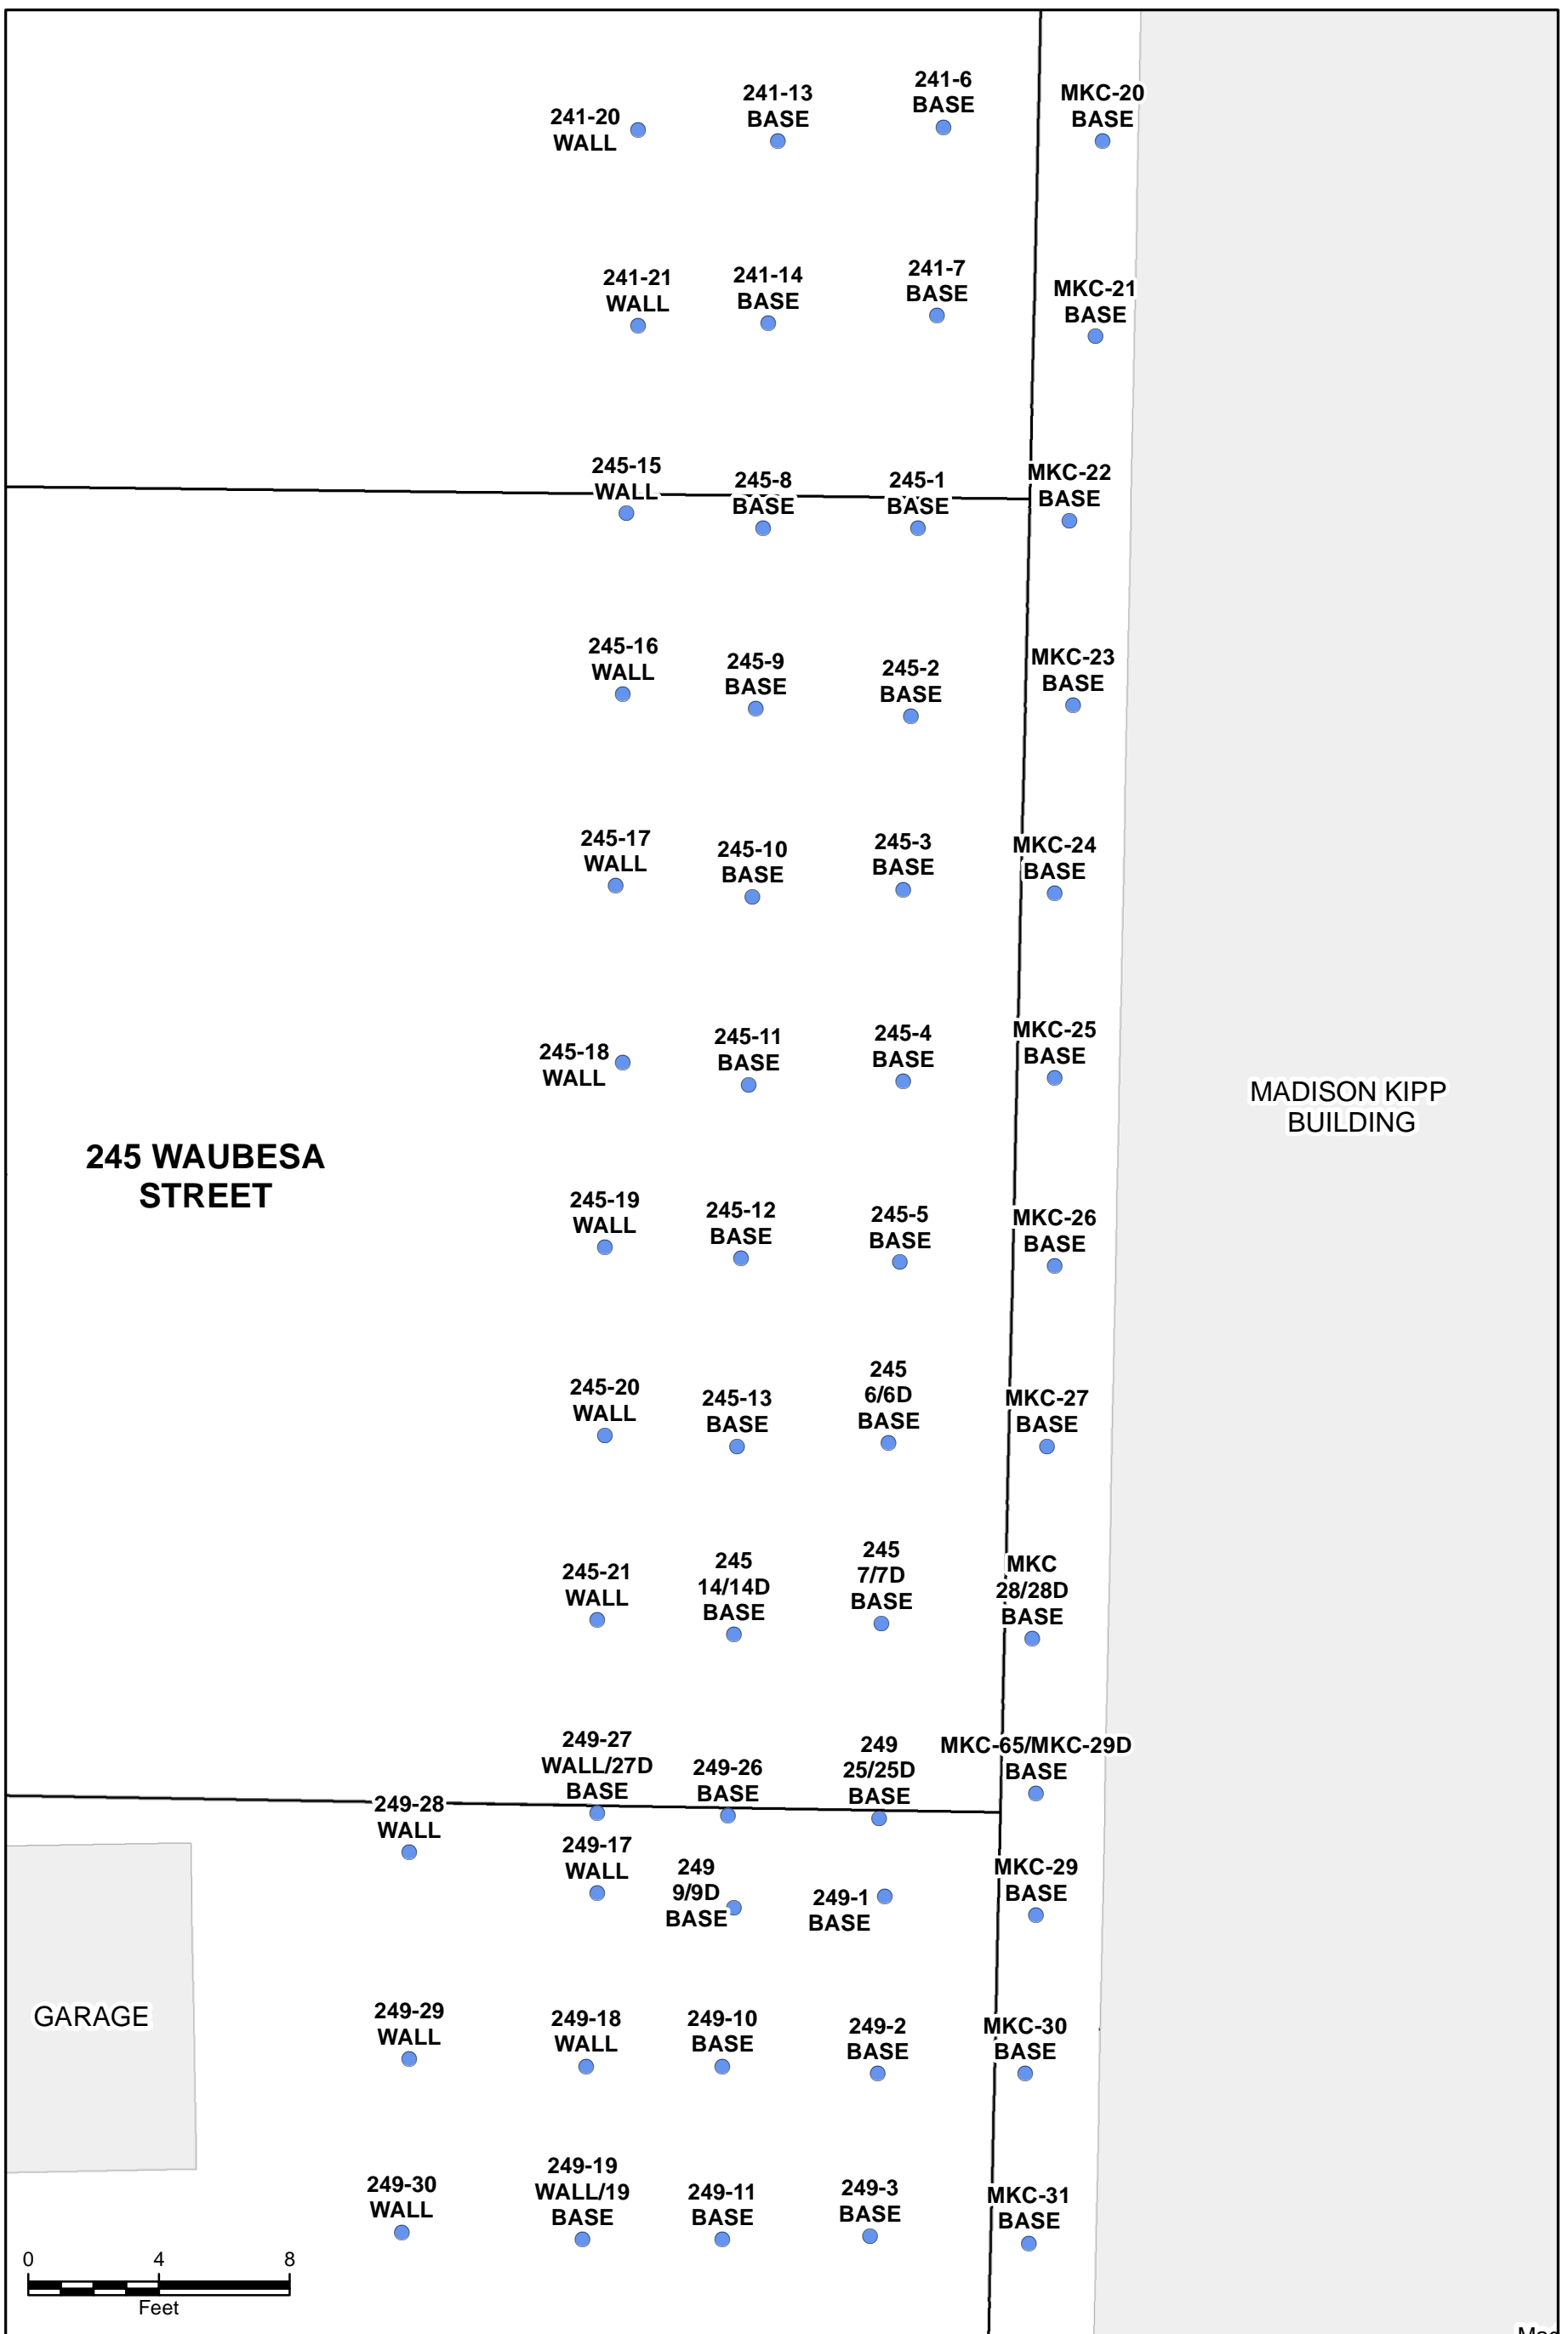 241-20
WALL
241-13
BASE
241-6
BASE
MKC-20
BASE
241-21
WALL
241-14
BASE
241-7
BASE
MKC-21
BASE
245-15
WALL
245-8
BASE
245-1
BASE
MKC-22
BASE
245-16
WALL
245-9
BASE
245-2
BASE
MKC-23
BASE
245-17
WALL
245-10
BASE
245-3
BASE
MKC-24
BASE
245-18
WALL
245-11
BASE
245-4
BASE
MKC-25
BASE
MADISON KIPP
BUILDING
245 WAUBESA
STREET
245-19
WALL
245-12
BASE
245-5
BASE
MKC-26
BASE
245-20
WALL
245-13
BASE
245
6/6D
BASE
MKC-27
BASE
245-21
WALL
245
14/14D
BASE
245
7/7D
BASE
MKC
28/28D
BASE
249-27
WALL/27D
BASE
249-26
BASE
249
25/25D
BASE
MKC-65/MKC-29D
BASE
249-28
WALL
249-17
WALL
249
9/9D
BASE
249-1
BASE
MKC-29
BASE
GARAGE
249-29
WALL
249-18
WALL
249-10
BASE
249-2
BASE
MKC-30
BASE
249-30
WALL
249-19
WALL/19
BASE
249-11
BASE
249-3
BASE
MKC-31
BASE
0 4 8
Feet